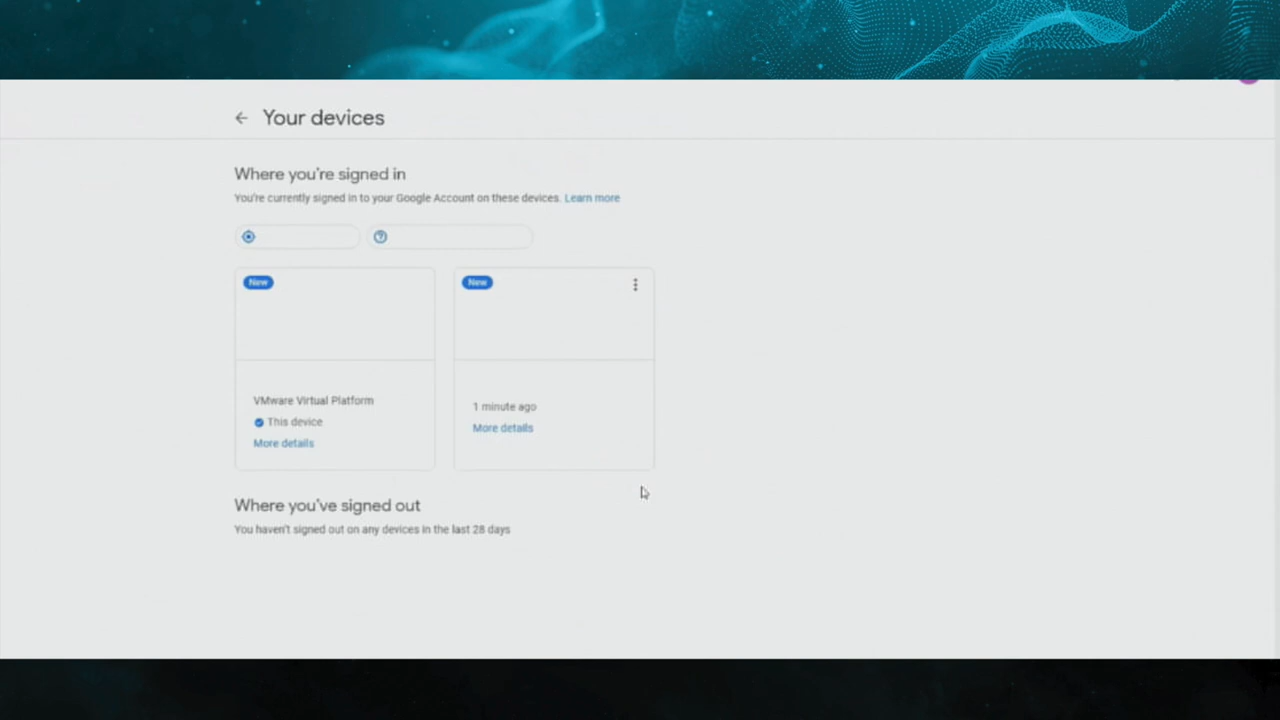 Your devices
Where you're signed in
You're currently signed in to your Google Account on these devices. Learn more
New
New
VMware Virtual Platform
This device
More details
1 minute ago
More details
Where you've signed out
You haven't signed out on any devices in the last 28 days